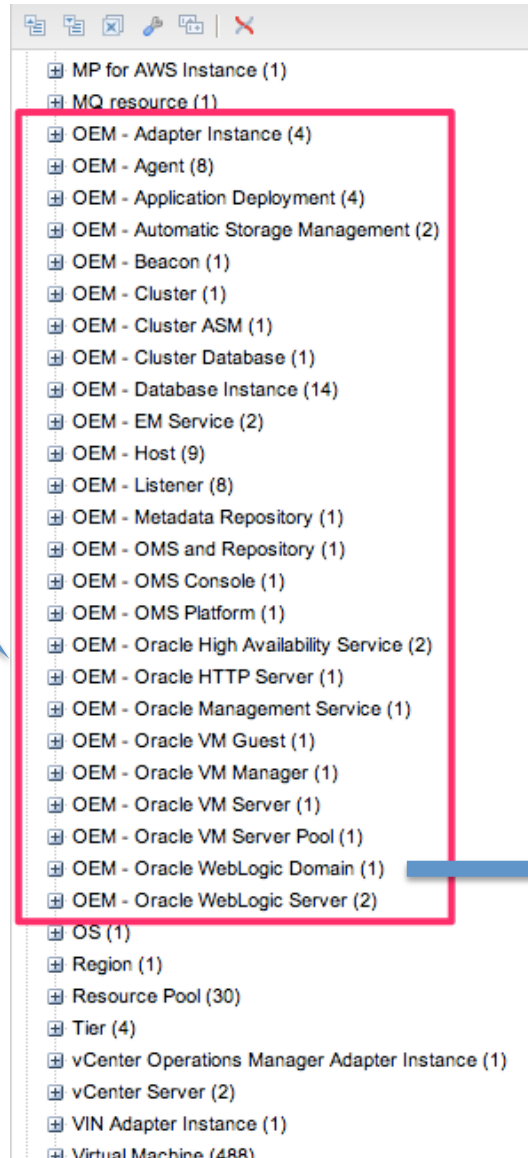 MP for AWS Instance (1)
MQ resource (1)
OEM - Adapter Instance (4)
OEM - Agent (8)
OEM - Application Deployment (4)
OEM - Automatic Storage Management (2)
OEM - Beacon (1)
OEM - Cluster (1)
OEM - Cluster ASM (1)
OEM - Cluster Database (1)
OEM - Database Instance (14)
OEM - EM Service (2)
OEM - Host (9)
OEM - Listener (8)
OEM - Metadata Repository (1)
OEM - OMS and Repository (1)
OEM - OMS Console (1)
OEM - OMS Platform (1)
OEM - Oracle High Availability Service (2)
OEM - Oracle HTTP Server (1)
OEM - Oracle Management Service (1)
OEM - Oracle VM Guest (1)
OEM - Oracle VM Manager (1)
OEM - Oracle VM Server (1)
OEM - Oracle VM Server Pool (1)
OEM - Oracle WebLogic Domain (1)
OEM - Oracle WebLogic Server (2)
OS (1)
Region (1)
Resource Pool (30)
Tier (4)
vCenter Operations Manager Adapter Instance (1)
vCenter Server (2)
VIN Adapter Instance (1)
Virtual Machine (488)